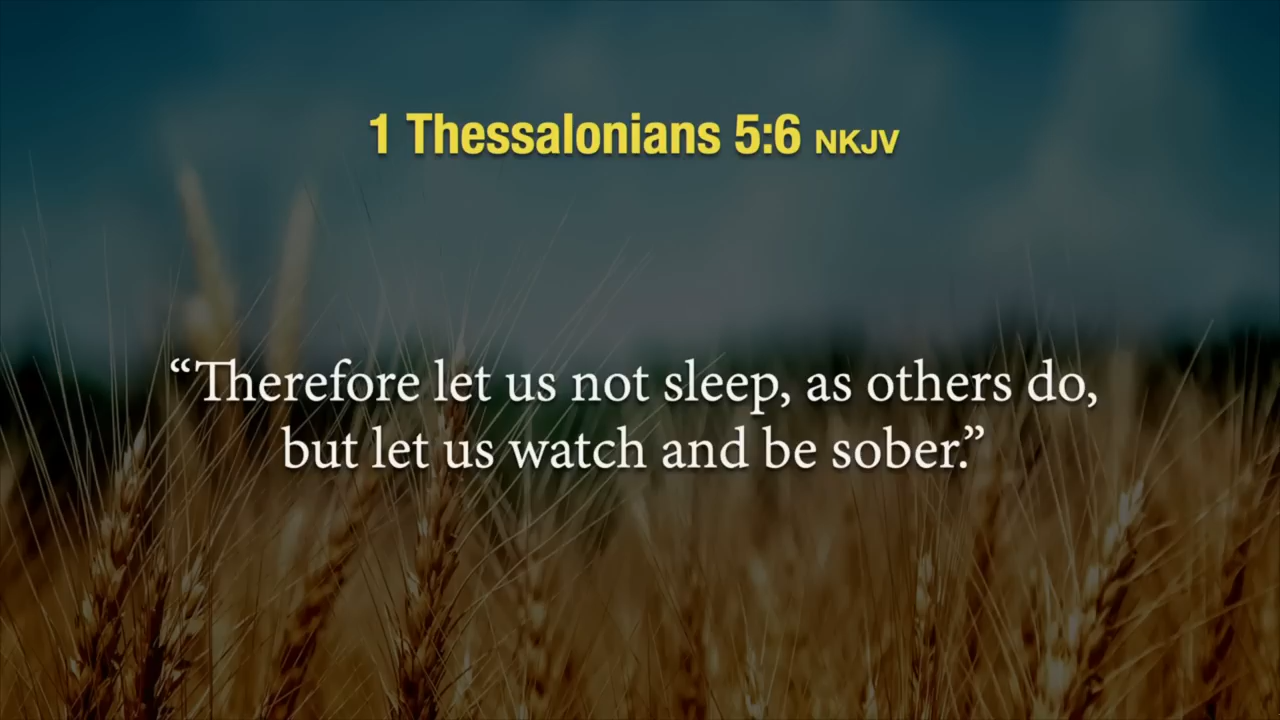 1 Thessalonians 5:6 NKJV
“Therefore let us not sleep, as others do,
but let us watch and be sober.”